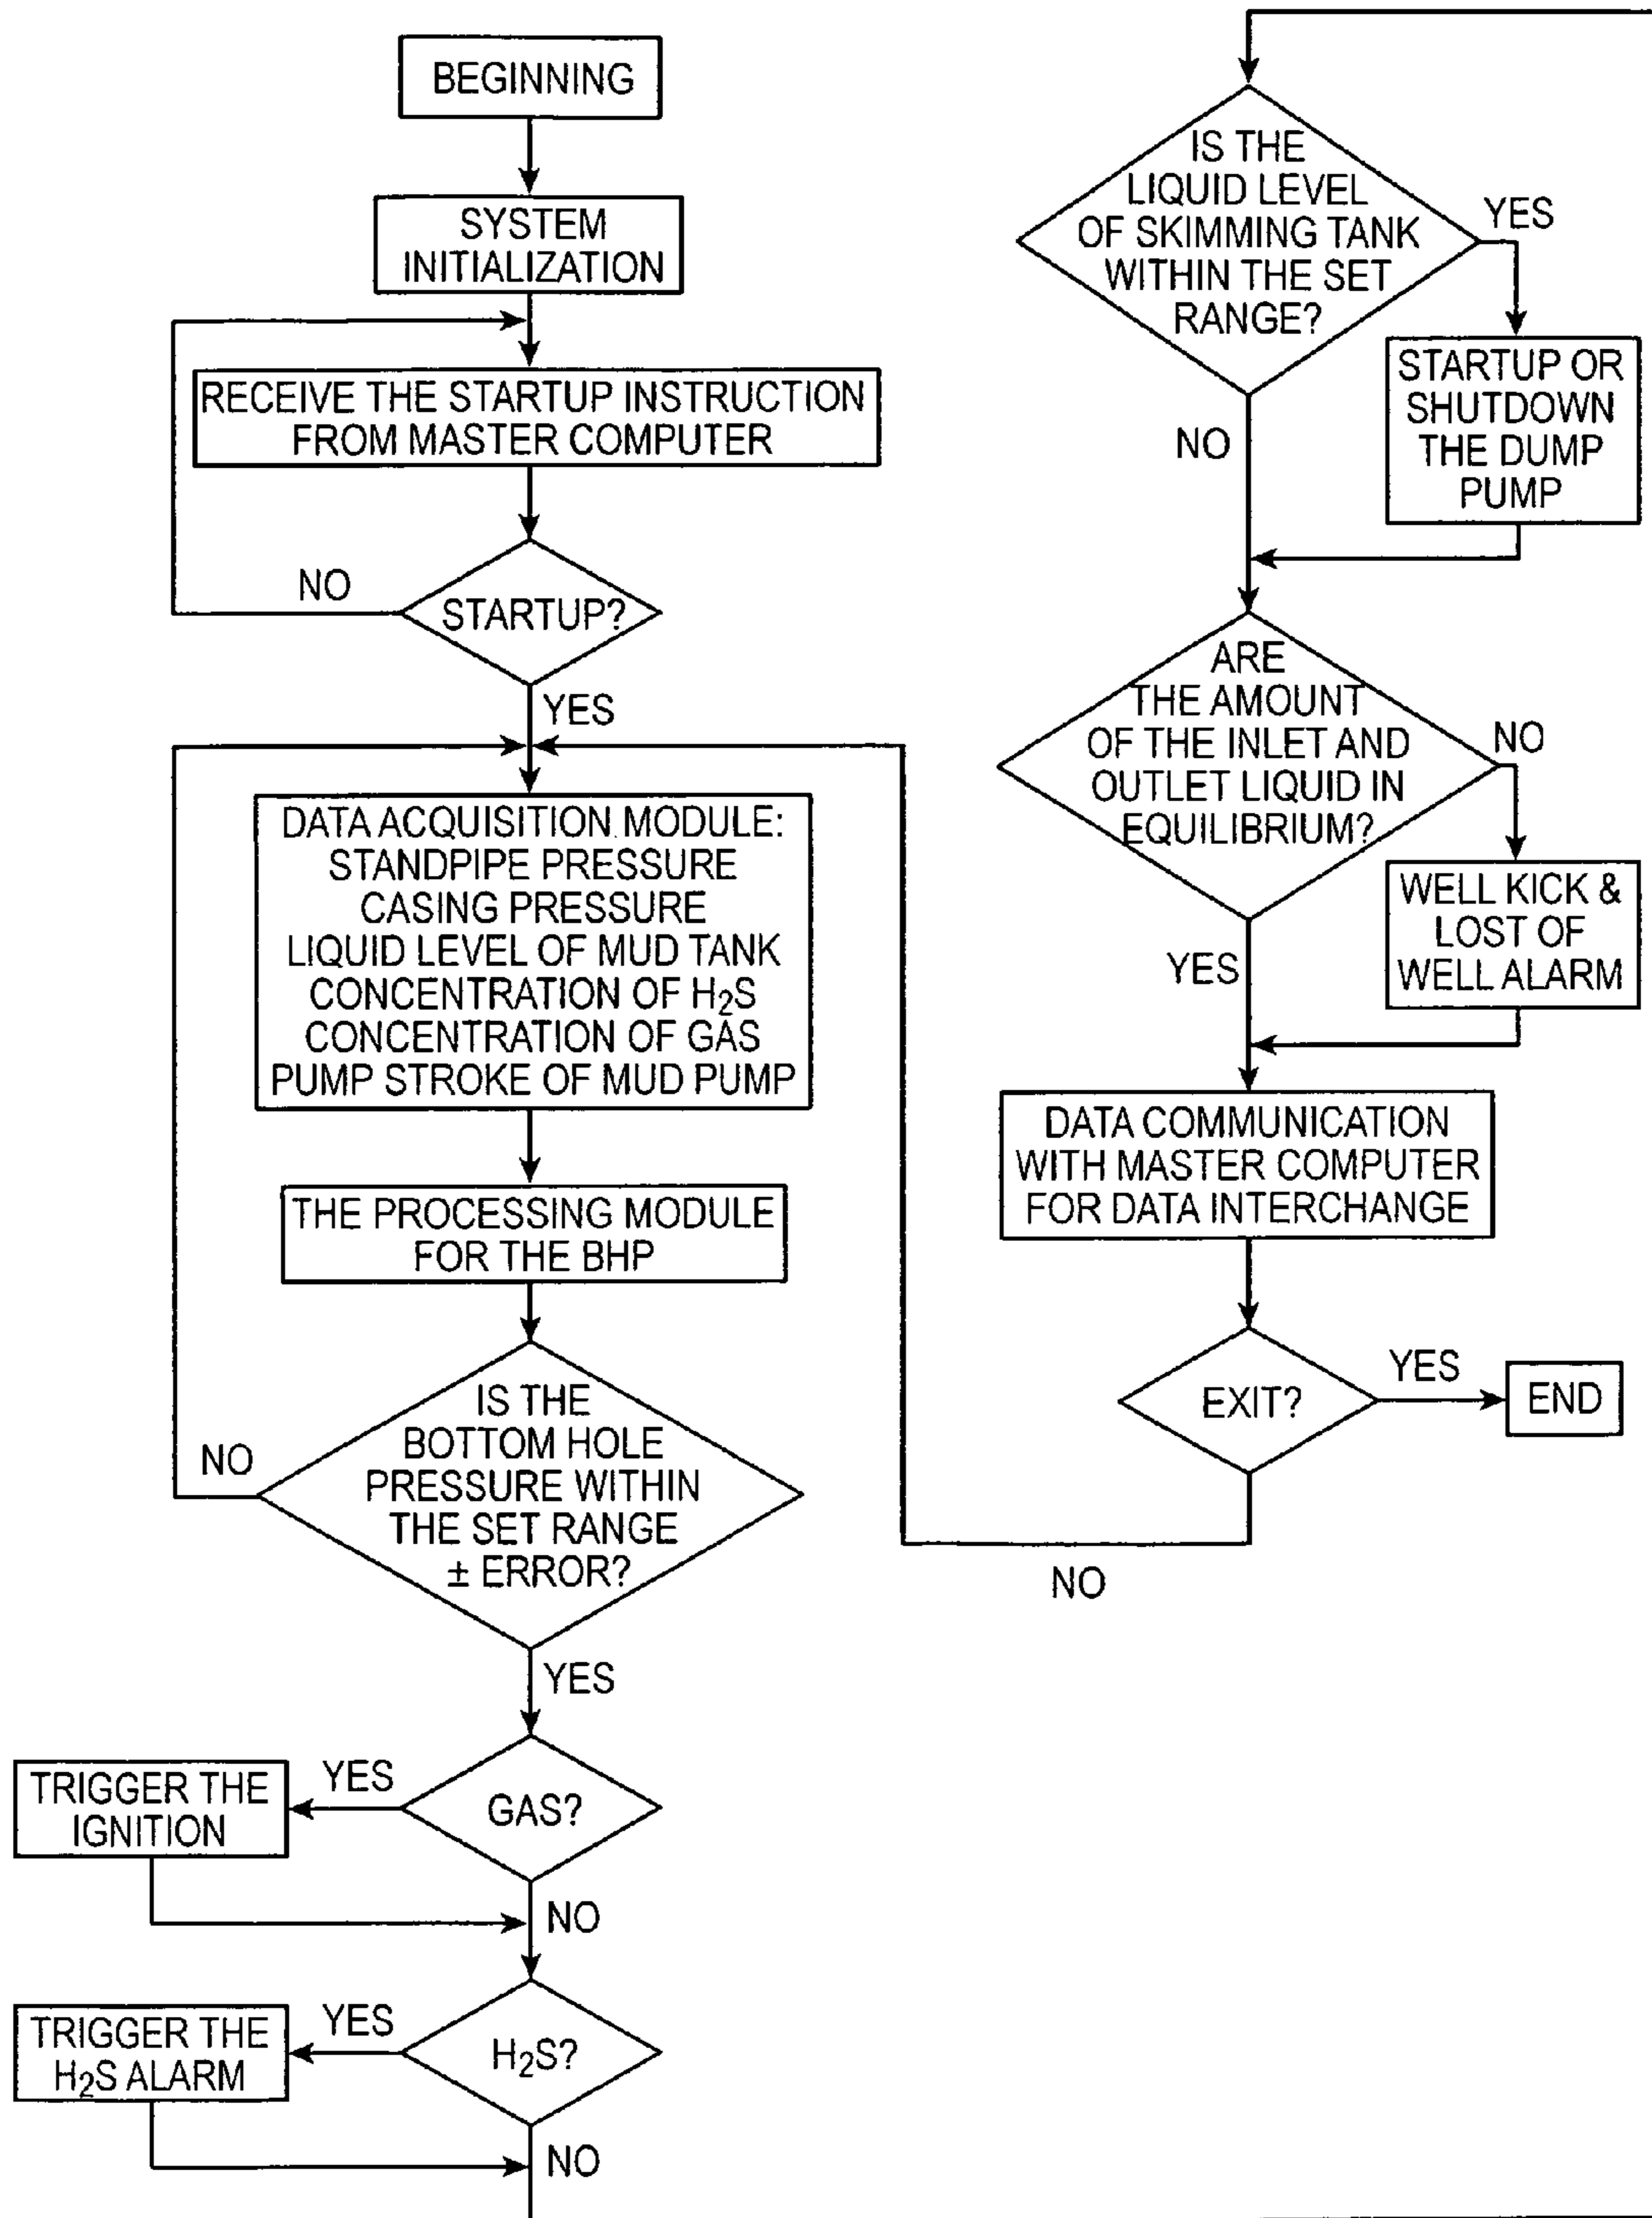 BEGINNING
SYSTEM
INITIALIZATION
RECEIVE THE STARTUP INSTRUCTION
FROM MASTER COMPUTER
NO
STARTUP?
YES
DATA ACQUISITION MODULE:
STANDPIPE PRESSURE
CASING PRESSURE
LIQUID LEVEL OF MUD TANK
CONCENTRATION OF H₂S
CONCENTRATION OF GAS
PUMP STROKE OF MUD PUMP
THE PROCESSING MODULE
FOR THE BHP
NO
IS THE
BOTTOM HOLE
PRESSURE WITHIN
THE SET RANGE
± ERROR?
YES
TRIGGER THE
IGNITION
YES
GAS?
NO
TRIGGER THE
H₂S ALARM
YES
H₂S?
NO
IS THE
LIQUID LEVEL
OF SKIMMING TANK
WITHIN THE SET
RANGE?
YES
STARTUP OR
SHUTDOWN
THE DUMP
PUMP
NO
ARE
THE AMOUNT
OF THE INLET AND
OUTLET LIQUID IN
EQUILIBRIUM?
NO
WELL KICK &
LOST OF
WELL ALARM
YES
DATA COMMUNICATION
WITH MASTER COMPUTER
FOR DATA INTERCHANGE
EXIT?
YES
END
NO